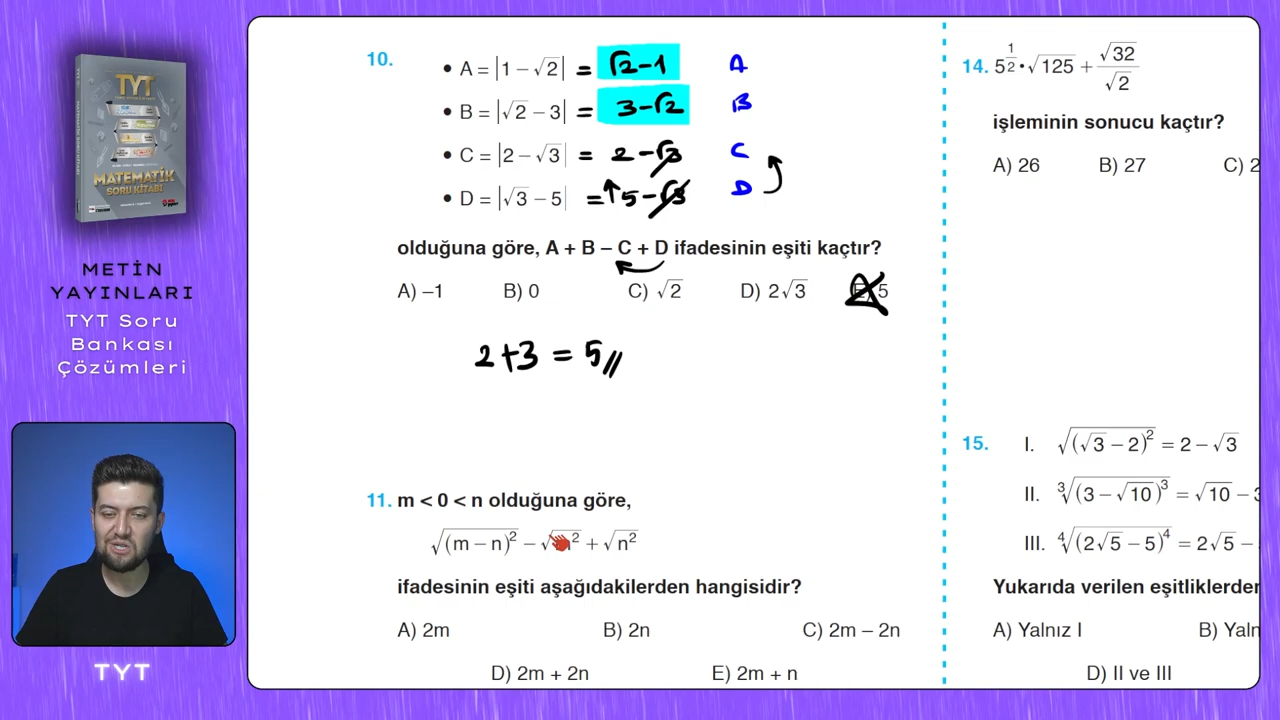 TYT
MATEMATİK
SORU KİTABI
METİN
YAYINLARI
TYT Soru
Bankası
Çözümleri
TYT
10.
• A = |1 − √2| = √2−1 A
• B = |√2 − 3| = 3−√2 B
• C = |2 − √3| = 2−√3 C
• D = |√3 − 5| = 5−√3 D
olduğuna göre, A + B − C + D ifadesinin eşiti kaçtır?
A) −1 B) 0 C) √2 D) 2√3 E) 5
2+3 = 5//
11. m < 0 < n olduğuna göre,
√(m − n)² − √m² + √n²
ifadesinin eşiti aşağıdakilerden hangisidir?
A) 2m B) 2n C) 2m − 2n
D) 2m + 2n E) 2m + n
14. 5^(1/2) • √125 + √32/√2
işleminin sonucu kaçtır?
A) 26 B) 27 C) 2
15. I. √(√3 − 2)² = 2 − √3
II. ³√(3 − √10)³ = √10 − 3
III. ⁴√(2√5 − 5)⁴ = 2√5 −
Yukarıda verilen eşitliklerden
A) Yalnız I B) Yaln
D) II ve III